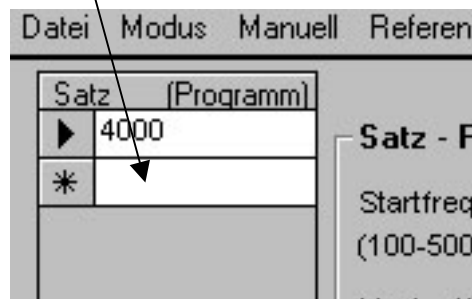 Datei Modus Manuell Referen
Satz (Programm)
4000
Satz - F
Startfreq
(100-500